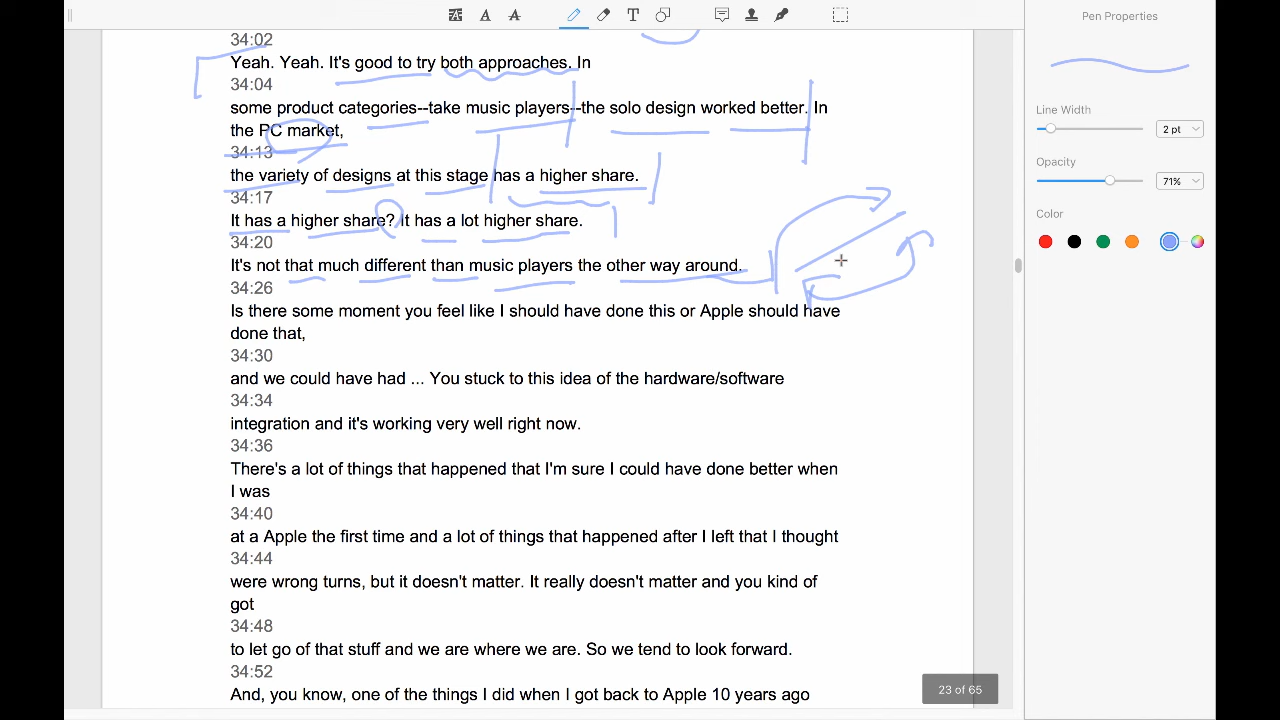 Pen Properties
34:02
Yeah. Yeah. It's good to try both approaches. In
34:04
some product categories--take music players--the solo design worked better. In
the PC market,
34:13
the variety of designs at this stage has a higher share.
34:17
It has a higher share? It has a lot higher share.
34:20
It's not that much different than music players the other way around.
34:26
Is there some moment you feel like I should have done this or Apple should have
done that,
34:30
and we could have had ... You stuck to this idea of the hardware/software
34:34
integration and it's working very well right now.
34:36
There's a lot of things that happened that I'm sure I could have done better when
I was
34:40
at a Apple the first time and a lot of things that happened after I left that I thought
34:44
were wrong turns, but it doesn't matter. It really doesn't matter and you kind of
got
34:48
to let go of that stuff and we are where we are. So we tend to look forward.
34:52
And, you know, one of the things I did when I got back to Apple 10 years ago
23 of 65
Line Width
2 pt
Opacity
71%
Color